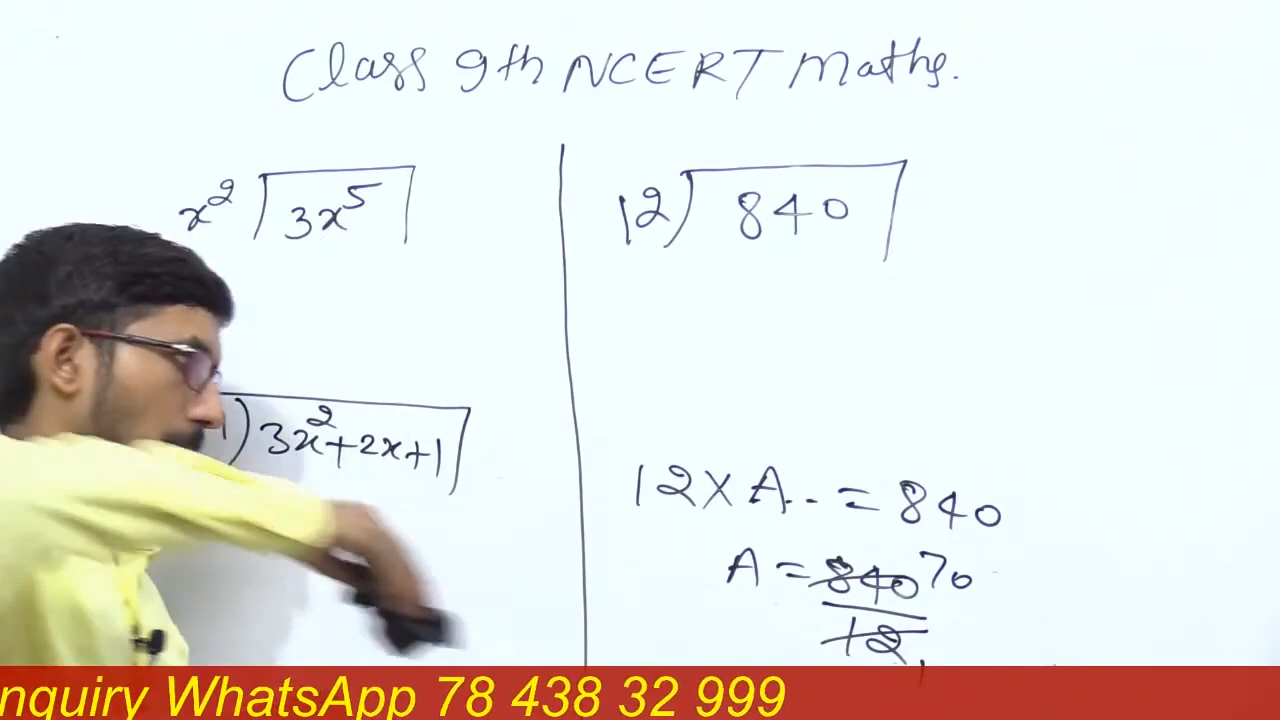 Class 9th NCERT Maths.
x² 3x⁵
1) 3x²+2x+1
12) 840
12 X A.. = 840
A = 840 70
12
nquiry WhatsApp 78 438 32 999